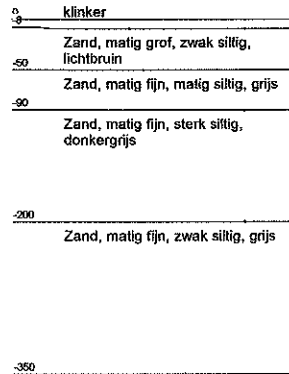 0 klinker
-8
Zand, matig grof, zwak siltig,
lichtbruin
-50
Zand, matig fijn, matig siltig, grijs
-90
Zand, matig fijn, sterk siltig,
donkergrijs
-200
Zand, matig fijn, zwak siltig, grijs
-350